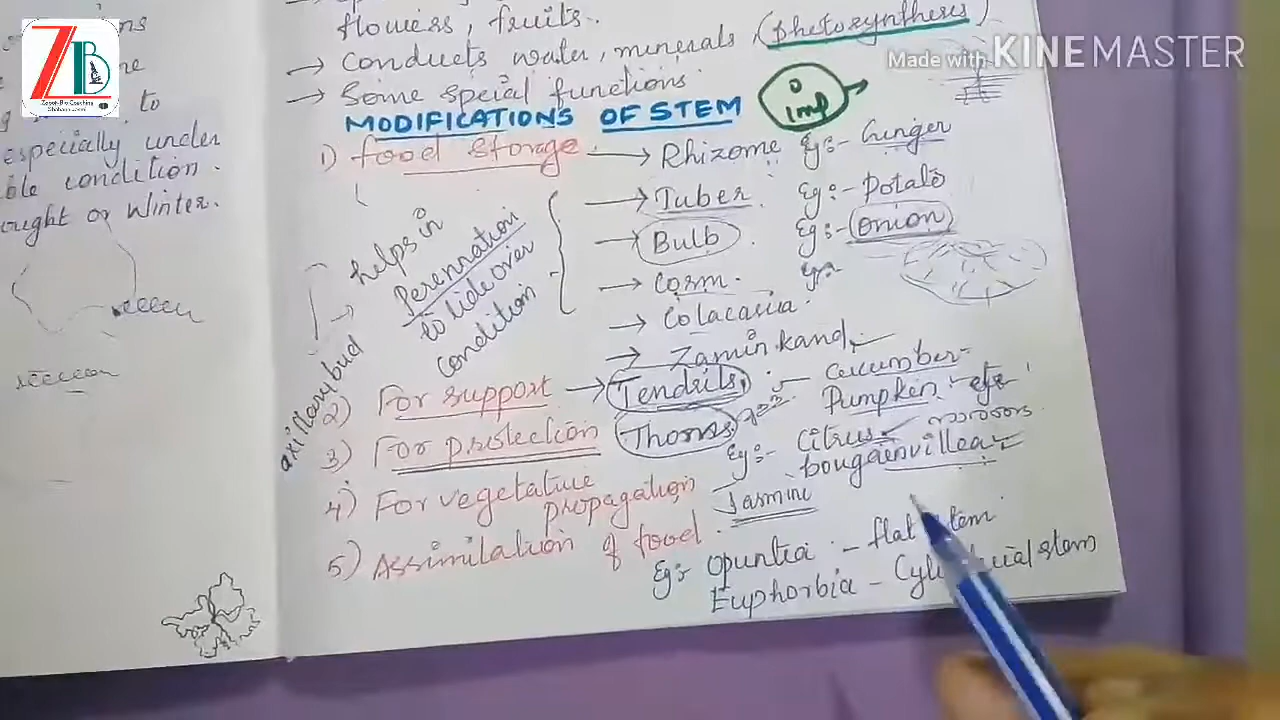 flowers, fruits.
→ Conducts water, minerals, (photosynthesis)
→ Some special functions
MODIFICATIONS OF STEM
imp
1) food storage → Rhizome Eg:- Ginger
→ Tuber. Eg:- Potato
→ Bulb. Eg:- Onion
→ Corm. Eg:-
→ Colacasia
→ Zamin kand
→ helps in
Perennation
to tide over
condition
axillary bud
2) For support → Tendrils, Cucumber
Pumpkin etc
3) For protection Thorns
Eg:- Citrus
bougainvillea
4) For vegetative
propagation Jasmine
5) Assimilation of food.
Eg:- Opuntia - flat stem
Euphorbia - stem
to
especially under
ble condition.
ought or winter.
ZB
Made with KINEMASTER